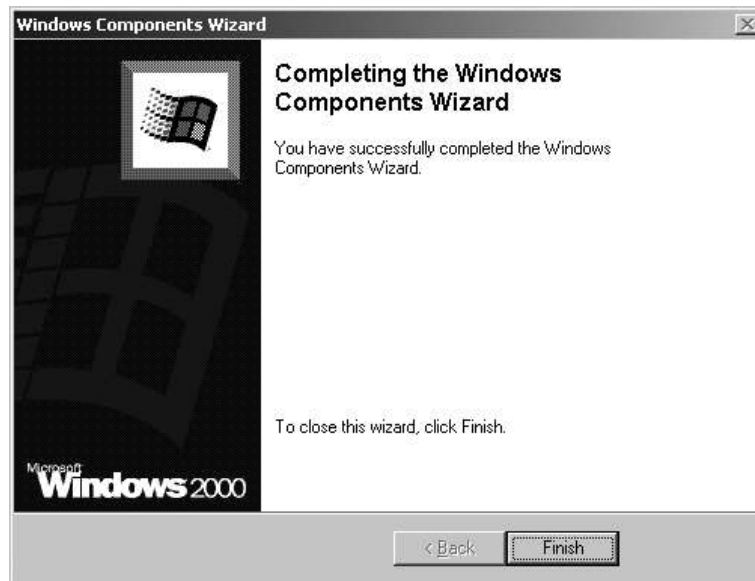 Windows Components Wizard
Completing the Windows
Components Wizard
You have successfully completed the Windows
Components Wizard.
To close this wizard, click Finish.
Microsoft
Windows 2000
< Back
Finish